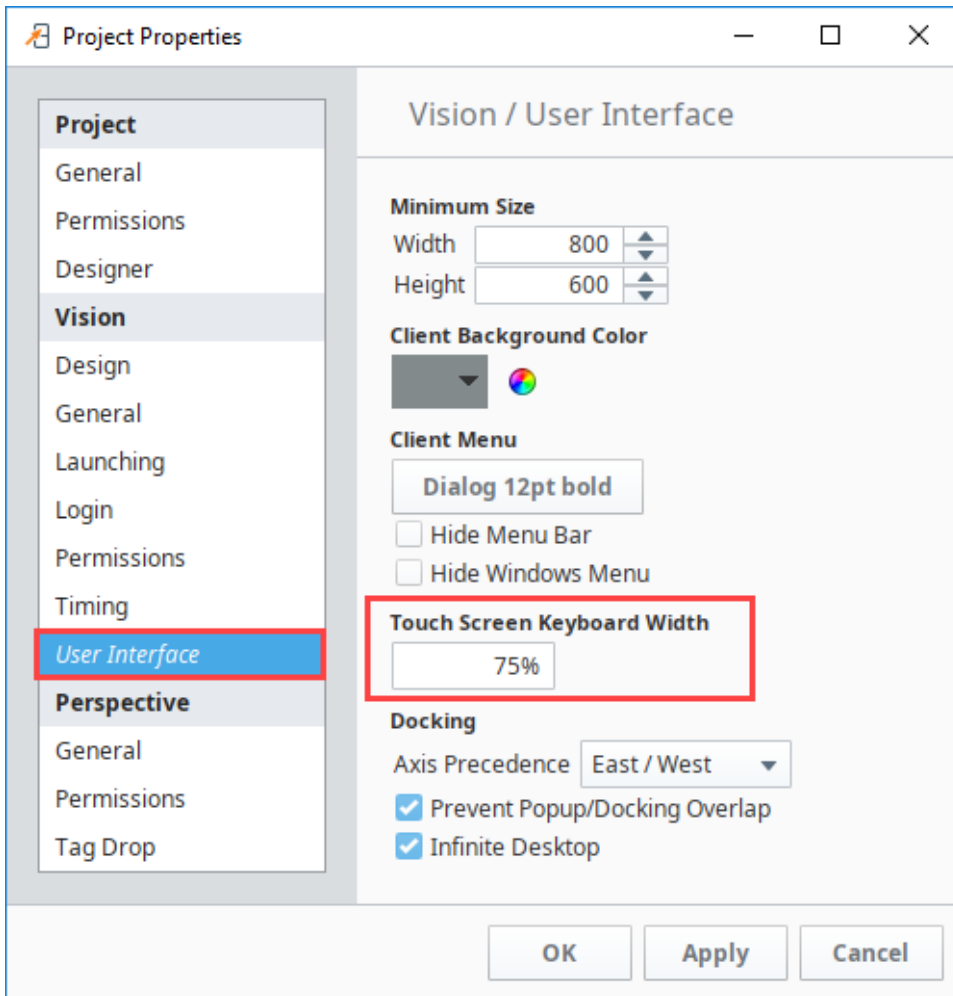 Project Properties
Project
General
Permissions
Designer
Vision
Design
General
Launching
Login
Permissions
Timing
User Interface
Perspective
General
Permissions
Tag Drop
Vision / User Interface
Minimum Size
Width 800
Height 600
Client Background Color
Client Menu
Dialog 12pt bold
Hide Menu Bar
Hide Windows Menu
Touch Screen Keyboard Width
75%
Docking
Axis Precedence East / West
Prevent Popup/Docking Overlap
Infinite Desktop
OK Apply Cancel